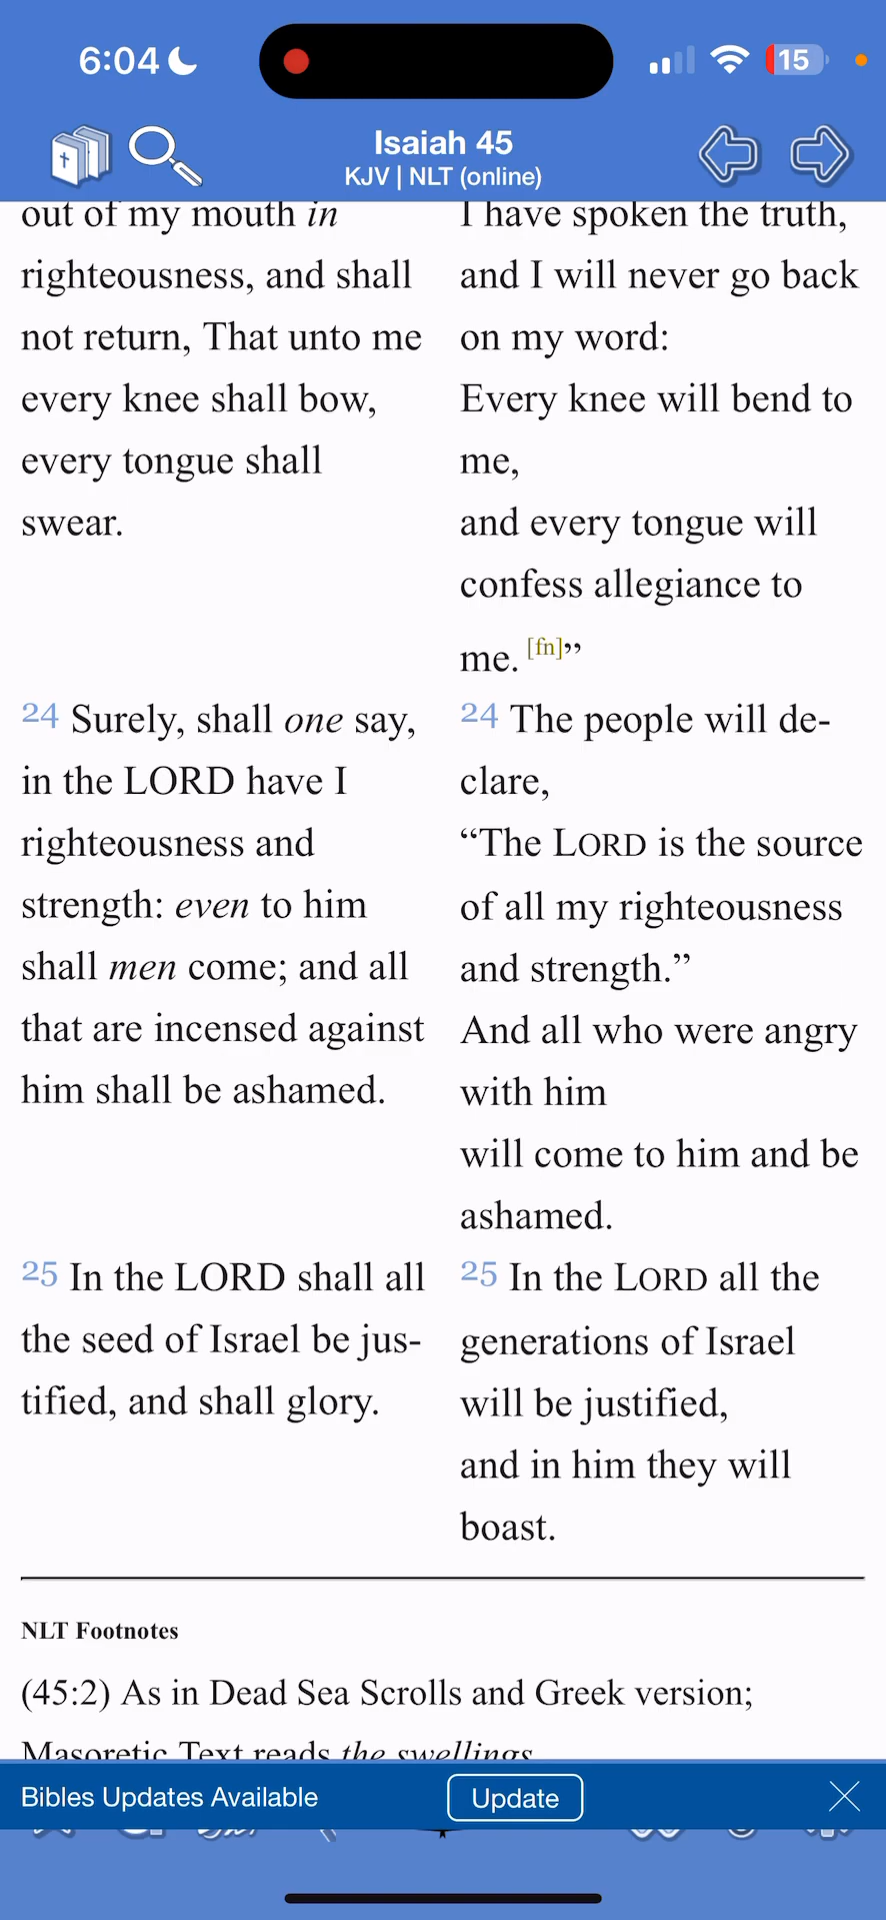 6:04
15
Isaiah 45
KJV | NLT (online)
out of my mouth in
righteousness, and shall
not return, That unto me
every knee shall bow,
every tongue shall
swear.
I have spoken the truth,
and I will never go back
on my word:
Every knee will bend to
me,
and every tongue will
confess allegiance to
me. [fn]”
24 Surely, shall one say,
in the LORD have I
righteousness and
strength: even to him
shall men come; and all
that are incensed against
him shall be ashamed.
24 The people will de-
clare,
“The LORD is the source
of all my righteousness
and strength.”
And all who were angry
with him
will come to him and be
ashamed.
25 In the LORD shall all
the seed of Israel be jus-
tified, and shall glory.
25 In the LORD all the
generations of Israel
will be justified,
and in him they will
boast.
NLT Footnotes
(45:2) As in Dead Sea Scrolls and Greek version;
Masoretic Text reads the swellings
Bibles Updates Available
Update